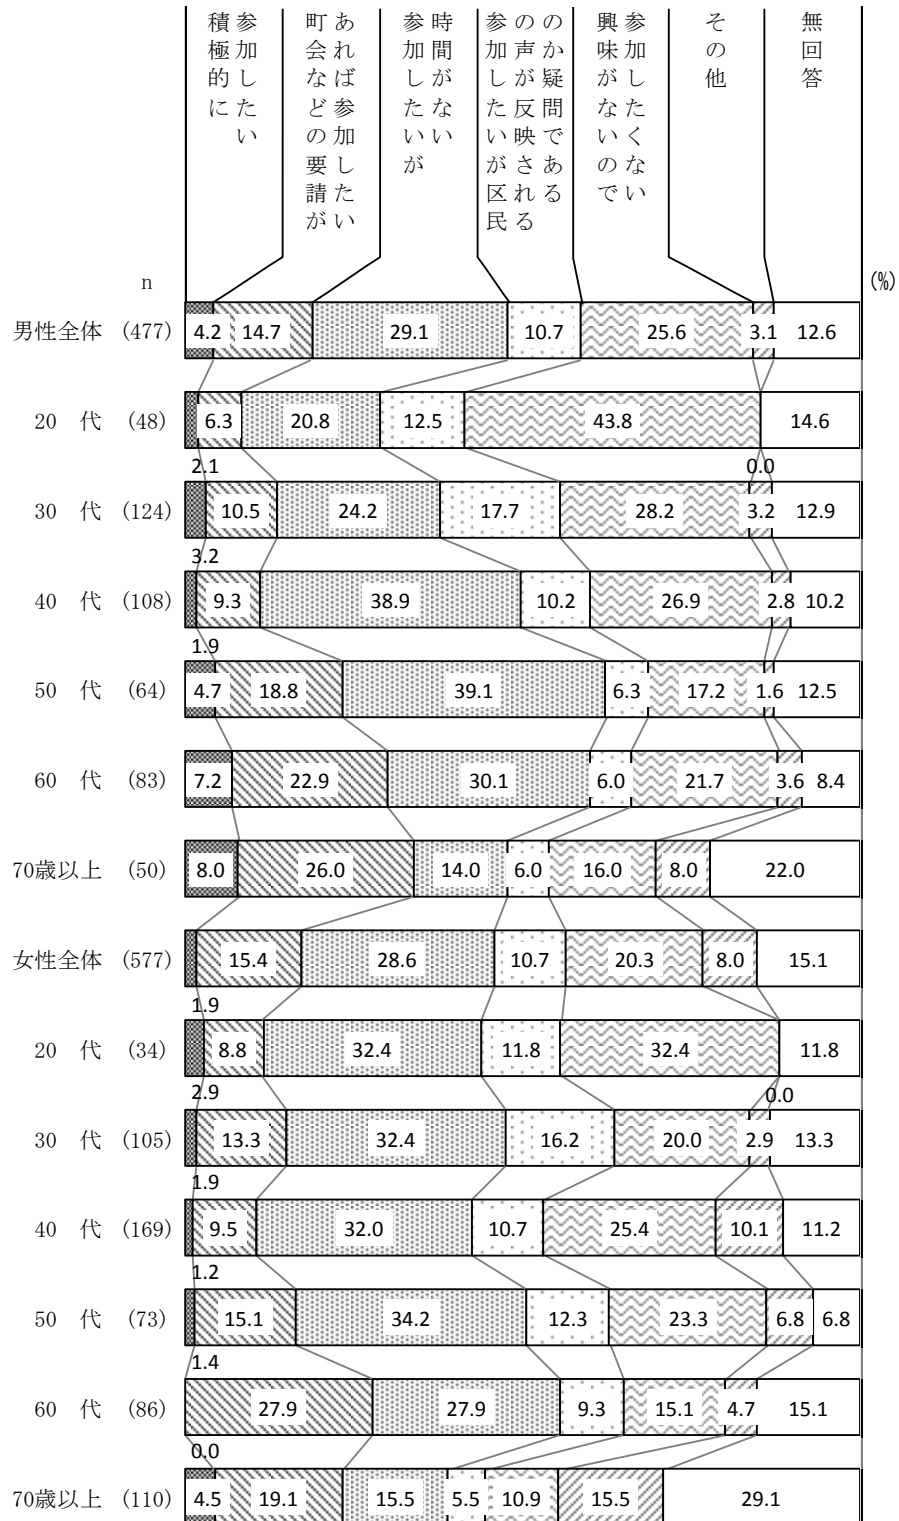 積極的に
参加したい
町会などの要請が
あれば参加したい
参加したいが
時間がない
参加したいが区民
の声が反映される
のか疑問である
興味がないので
参加したくない
その他
無回答
n
(%)
男性全体 (477) 4.2 14.7 29.1 10.7 25.6 3.1 12.6
20 代 (48) 6.3 20.8 12.5 43.8 14.6
2.1 0.0
30 代 (124) 10.5 24.2 17.7 28.2 3.2 12.9
3.2
40 代 (108) 9.3 38.9 10.2 26.9 2.8 10.2
1.9
50 代 (64) 4.7 18.8 39.1 6.3 17.2 1.6 12.5
60 代 (83) 7.2 22.9 30.1 6.0 21.7 3.6 8.4
70歳以上 (50) 8.0 26.0 14.0 6.0 16.0 8.0 22.0
女性全体 (577) 15.4 28.6 10.7 20.3 8.0 15.1
1.9
20 代 (34) 8.8 32.4 11.8 32.4 11.8
2.9 0.0
30 代 (105) 13.3 32.4 16.2 20.0 2.9 13.3
1.9
40 代 (169) 9.5 32.0 10.7 25.4 10.1 11.2
1.2
50 代 (73) 15.1 34.2 12.3 23.3 6.8 6.8
1.4
60 代 (86) 27.9 27.9 9.3 15.1 4.7 15.1
0.0
70歳以上 (110) 4.5 19.1 15.5 5.5 10.9 15.5 29.1